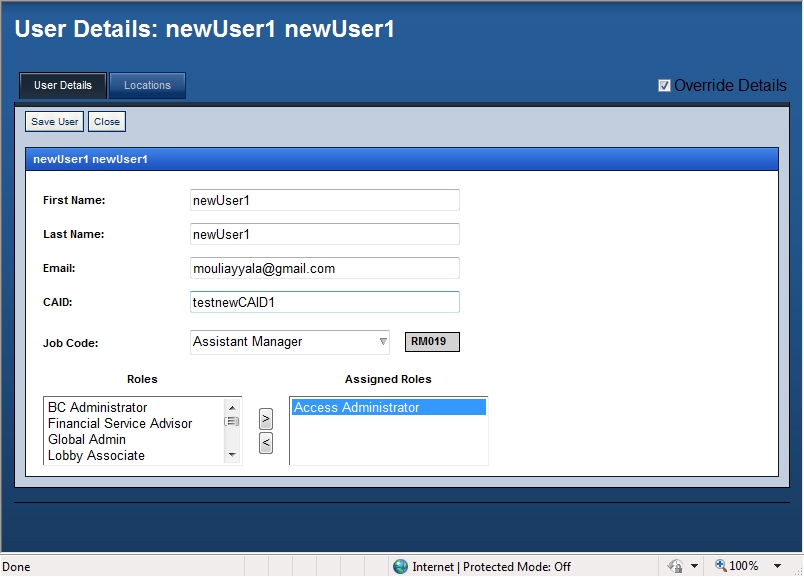 User Details: newUser1 newUser1
User Details
Locations
Override Details
Save User
Close
newUser1 newUser1
First Name:
newUser1
Last Name:
newUser1
Email:
mouliayyala@gmail.com
CAID:
testnewCAID1
Job Code:
Assistant Manager
RM019
Roles
Assigned Roles
BC Administrator
Financial Service Advisor
Global Admin
Lobby Associate
>
<
Access Administrator
Done
Internet | Protected Mode: Off
100%